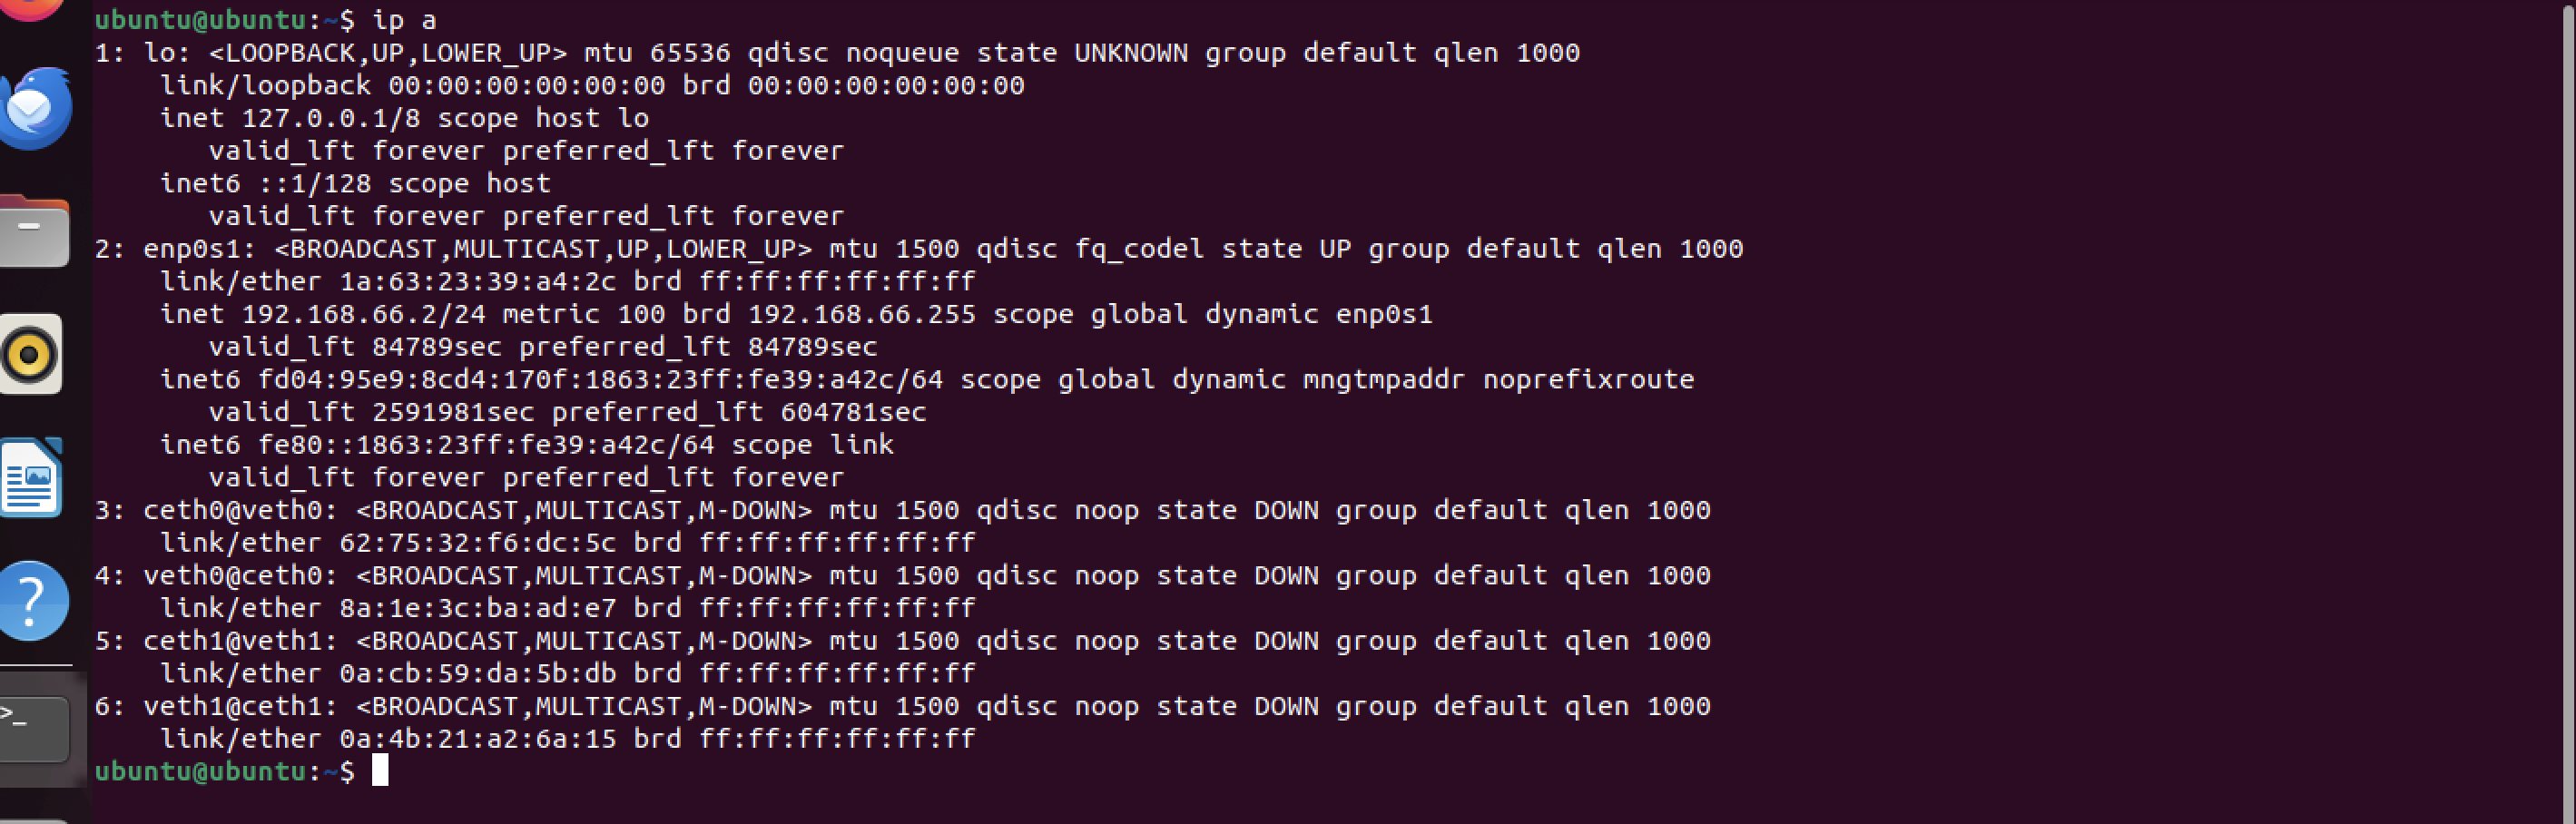 ubuntu@ubuntu:~$ ip a
1: lo: <LOOPBACK,UP,LOWER_UP> mtu 65536 qdisc noqueue state UNKNOWN group default qlen 1000
    link/loopback 00:00:00:00:00:00 brd 00:00:00:00:00:00
    inet 127.0.0.1/8 scope host lo
       valid_lft forever preferred_lft forever
    inet6 ::1/128 scope host
       valid_lft forever preferred_lft forever
2: enp0s1: <BROADCAST,MULTICAST,UP,LOWER_UP> mtu 1500 qdisc fq_codel state UP group default qlen 1000
    link/ether 1a:63:23:39:a4:2c brd ff:ff:ff:ff:ff:ff
    inet 192.168.66.2/24 metric 100 brd 192.168.66.255 scope global dynamic enp0s1
       valid_lft 84789sec preferred_lft 84789sec
    inet6 fd04:95e9:8cd4:170f:1863:23ff:fe39:a42c/64 scope global dynamic mngtmpaddr noprefixroute
       valid_lft 2591981sec preferred_lft 604781sec
    inet6 fe80::1863:23ff:fe39:a42c/64 scope link
       valid_lft forever preferred_lft forever
3: ceth0@veth0: <BROADCAST,MULTICAST,M-DOWN> mtu 1500 qdisc noop state DOWN group default qlen 1000
    link/ether 62:75:32:f6:dc:5c brd ff:ff:ff:ff:ff:ff
4: veth0@ceth0: <BROADCAST,MULTICAST,M-DOWN> mtu 1500 qdisc noop state DOWN group default qlen 1000
    link/ether 8a:1e:3c:ba:ad:e7 brd ff:ff:ff:ff:ff:ff
5: ceth1@veth1: <BROADCAST,MULTICAST,M-DOWN> mtu 1500 qdisc noop state DOWN group default qlen 1000
    link/ether 0a:cb:59:da:5b:db brd ff:ff:ff:ff:ff:ff
6: veth1@ceth1: <BROADCAST,MULTICAST,M-DOWN> mtu 1500 qdisc noop state DOWN group default qlen 1000
    link/ether 0a:4b:21:a2:6a:15 brd ff:ff:ff:ff:ff:ff
ubuntu@ubuntu:~$